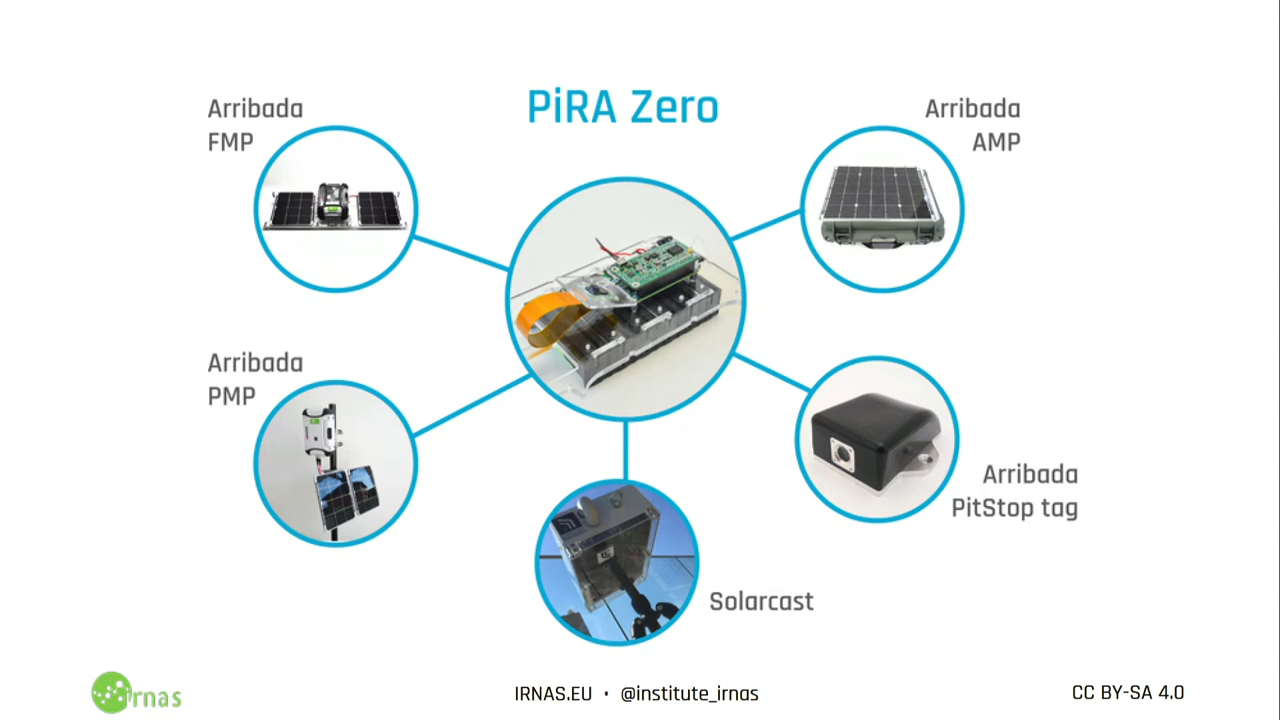 PiRA Zero
Arribada
FMP
Arribada
AMP
Arribada
PMP
Arribada
PitStop tag
Solarcast
irnas
IRNAS.EU · @institute_irnas
CC BY-SA 4.0